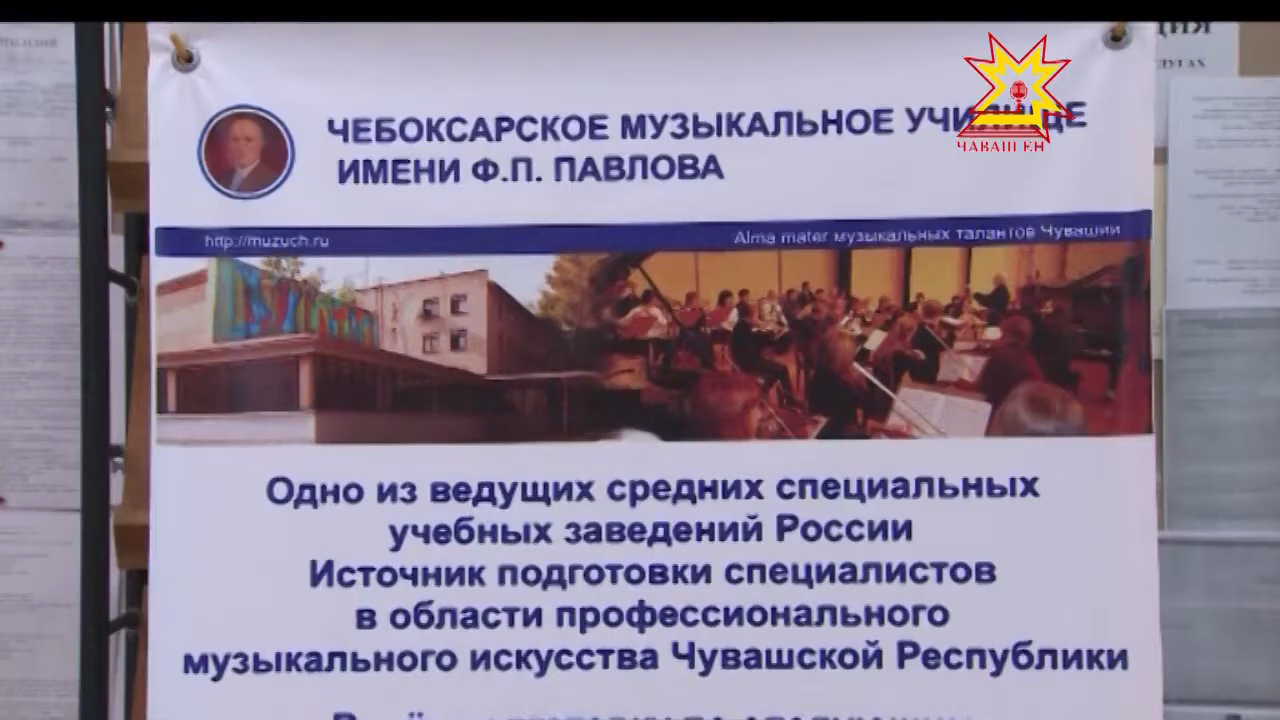 ЧЕБОКСАРСКОЕ МУЗЫКАЛЬНОЕ УЧИЛИЩЕ
ИМЕНИ Ф.П. ПАВЛОВА
ЧӐВАШ ЕН
http://muzuch.ru
Alma mater музыкальных талантов Чувашии
Одно из ведущих средних специальных
учебных заведений России
Источник подготовки специалистов
в области профессионального
музыкального искусства Чувашской Республики